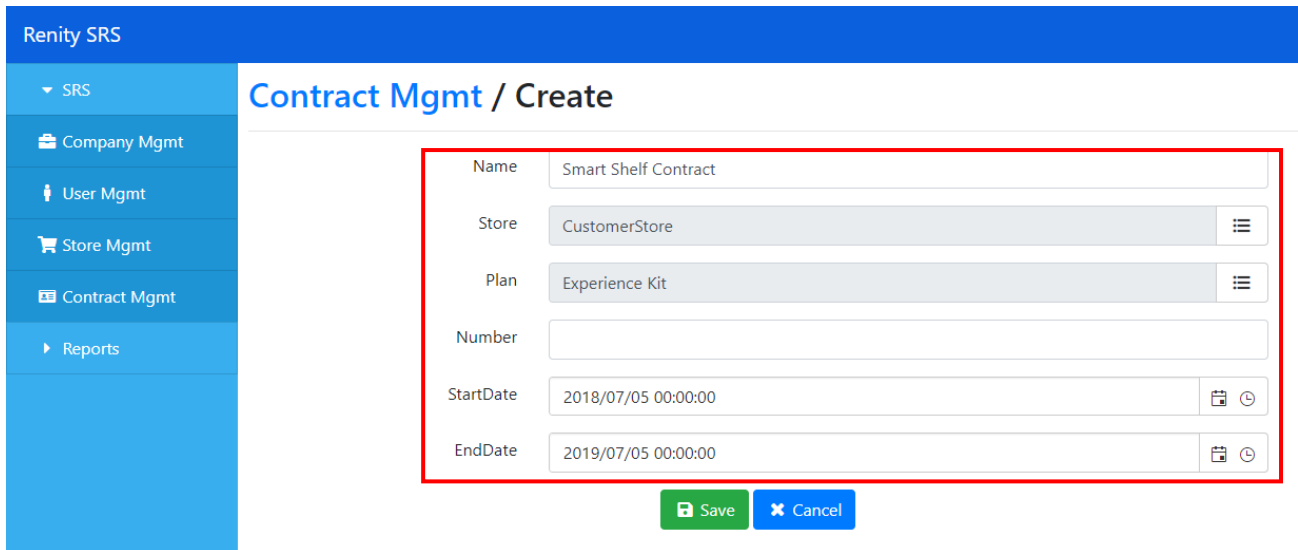 Renity SRS
SRS
Company Mgmt
User Mgmt
Store Mgmt
Contract Mgmt
Reports
Contract Mgmt / Create
Name Smart Shelf Contract
Store CustomerStore
Plan Experience Kit
Number
StartDate 2018/07/05 00:00:00
EndDate 2019/07/05 00:00:00
Save Cancel